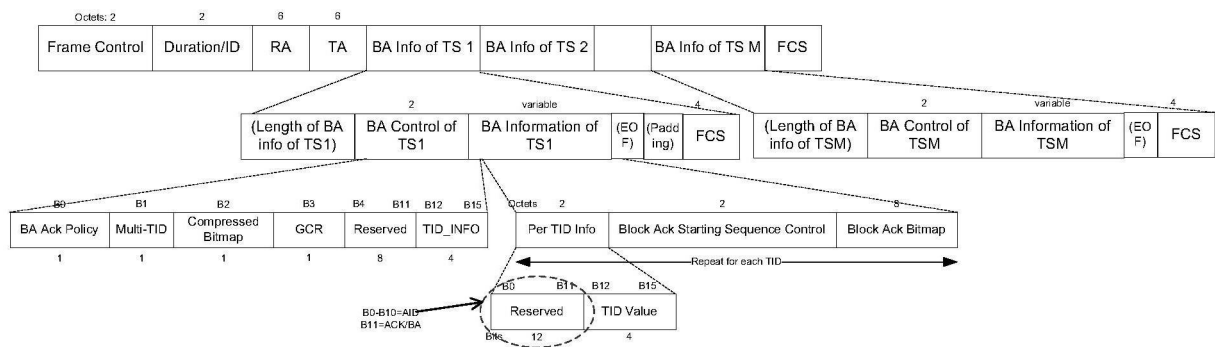 Octets: 2 2 6 6
Frame Control Duration/ID RA TA BA Info of TS 1 BA Info of TS 2 BA Info of TS M FCS
2 variable 4
(Length of BA info of TS1) BA Control of TS1 BA Information of TS1 (EOF) (Padding) FCS
2 variable 4
(Length of BA info of TSM) BA Control of TSM BA Information of TSM (EOF) FCS
B0 B1 B2 B3 B4 B11 B12 B15
BA Ack Policy Multi-TID Compressed Bitmap GCR Reserved TID_INFO
1 1 1 1 8 4
Octets 2 2 8
Per TID Info Block Ack Starting Sequence Control Block Ack Bitmap
Repeat for each TID
B0 B11 B12 B15
Reserved TID Value
Bits 12 4
B0-B10=AID
B11=ACK/BA